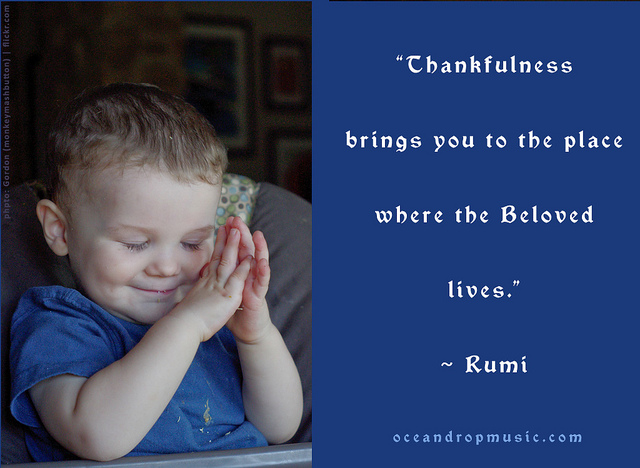 photo: Gordon {monkeymashbutton} | flickr.com
“Thankfulness
brings you to the place
where the Beloved
lives.”
~ Rumi
oceandropmusic.com